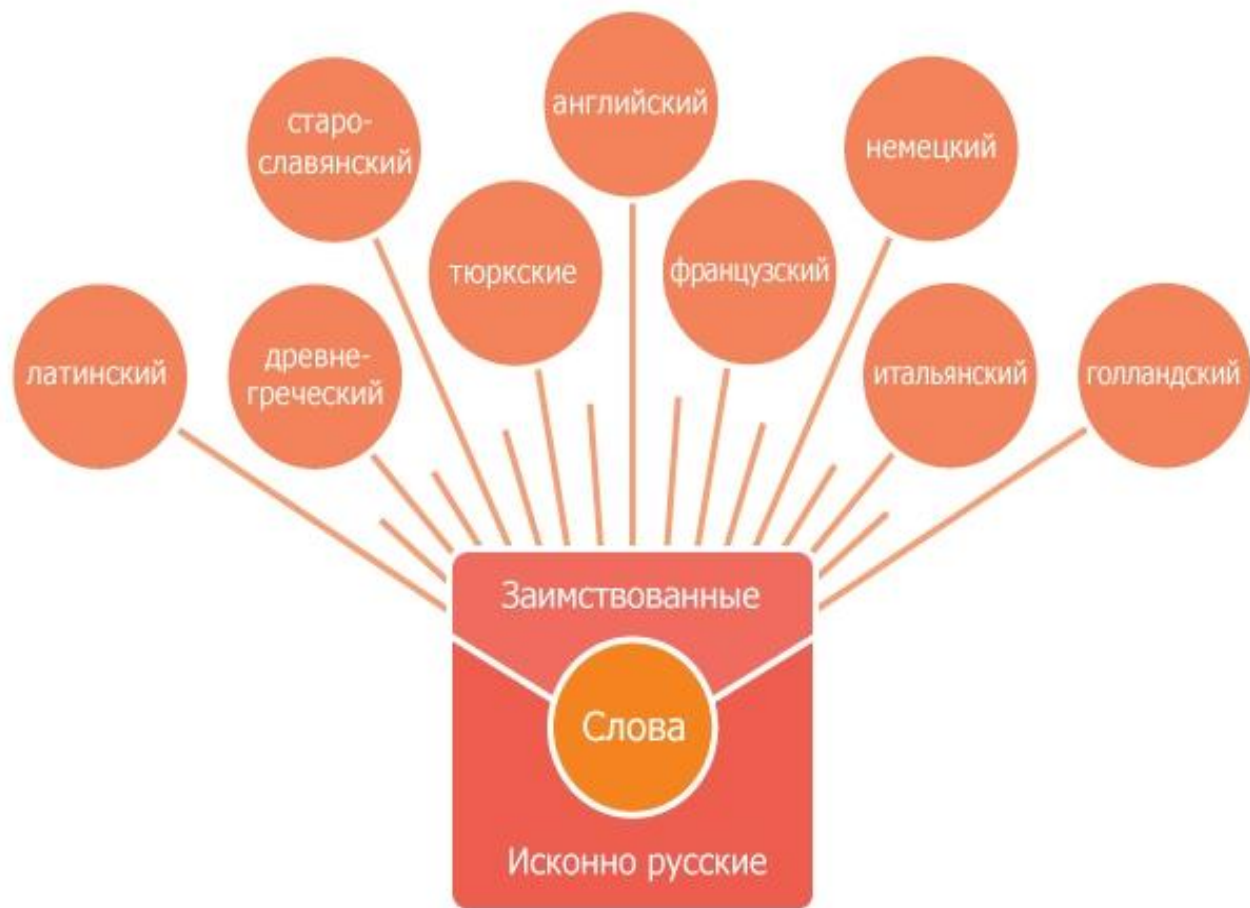 английский
старо-
славянский
немецкий
тюркские
французский
латинский
древне-
греческий
итальянский
голландский
Заимствованные
Слова
Исконно русские